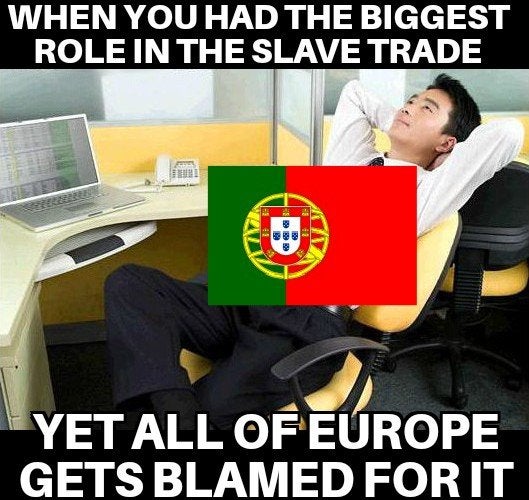 WHEN YOU HAD THE BIGGEST
ROLE IN THE SLAVE TRADE
YET ALL OF EUROPE
GETS BLAMED FOR IT